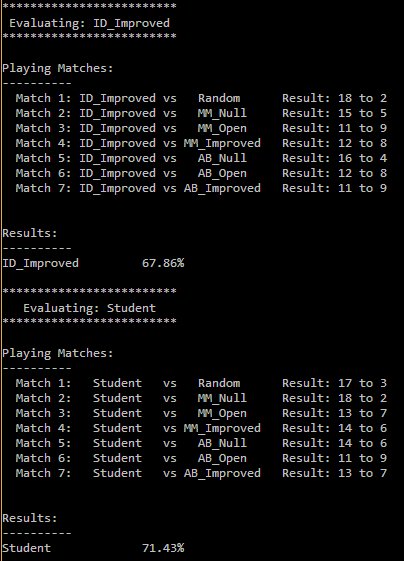 *************************
Evaluating: ID_Improved
*************************
Playing Matches:
----------
Match 1: ID_Improved vs Random Result: 18 to 2
Match 2: ID_Improved vs MM_Null Result: 15 to 5
Match 3: ID_Improved vs MM_Open Result: 11 to 9
Match 4: ID_Improved vs MM_Improved Result: 12 to 8
Match 5: ID_Improved vs AB_Null Result: 16 to 4
Match 6: ID_Improved vs AB_Open Result: 12 to 8
Match 7: ID_Improved vs AB_Improved Result: 11 to 9
Results:
----------
ID_Improved 67.86%
*************************
Evaluating: Student
*************************
Playing Matches:
----------
Match 1: Student vs Random Result: 17 to 3
Match 2: Student vs MM_Null Result: 18 to 2
Match 3: Student vs MM_Open Result: 13 to 7
Match 4: Student vs MM_Improved Result: 14 to 6
Match 5: Student vs AB_Null Result: 14 to 6
Match 6: Student vs AB_Open Result: 11 to 9
Match 7: Student vs AB_Improved Result: 13 to 7
Results:
----------
Student 71.43%